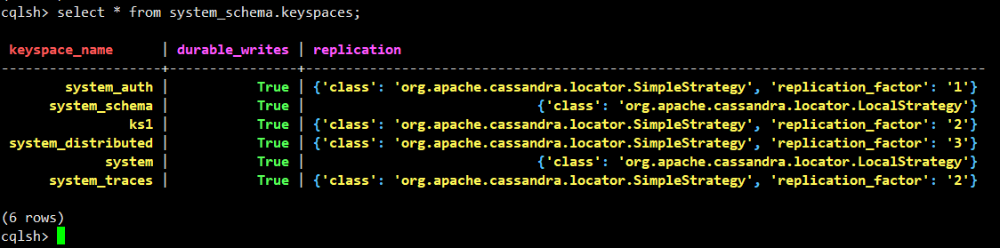 cqlsh> select * from system_schema.keyspaces;
keyspace_name | durable_writes | replication
--------------------+----------------+-------------------------------------------------------------------------------------
system_auth | True | {'class': 'org.apache.cassandra.locator.SimpleStrategy', 'replication_factor': '1'}
system_schema | True | {'class': 'org.apache.cassandra.locator.LocalStrategy'}
ks1 | True | {'class': 'org.apache.cassandra.locator.SimpleStrategy', 'replication_factor': '2'}
system_distributed | True | {'class': 'org.apache.cassandra.locator.SimpleStrategy', 'replication_factor': '3'}
system | True | {'class': 'org.apache.cassandra.locator.LocalStrategy'}
system_traces | True | {'class': 'org.apache.cassandra.locator.SimpleStrategy', 'replication_factor': '2'}
(6 rows)
cqlsh>